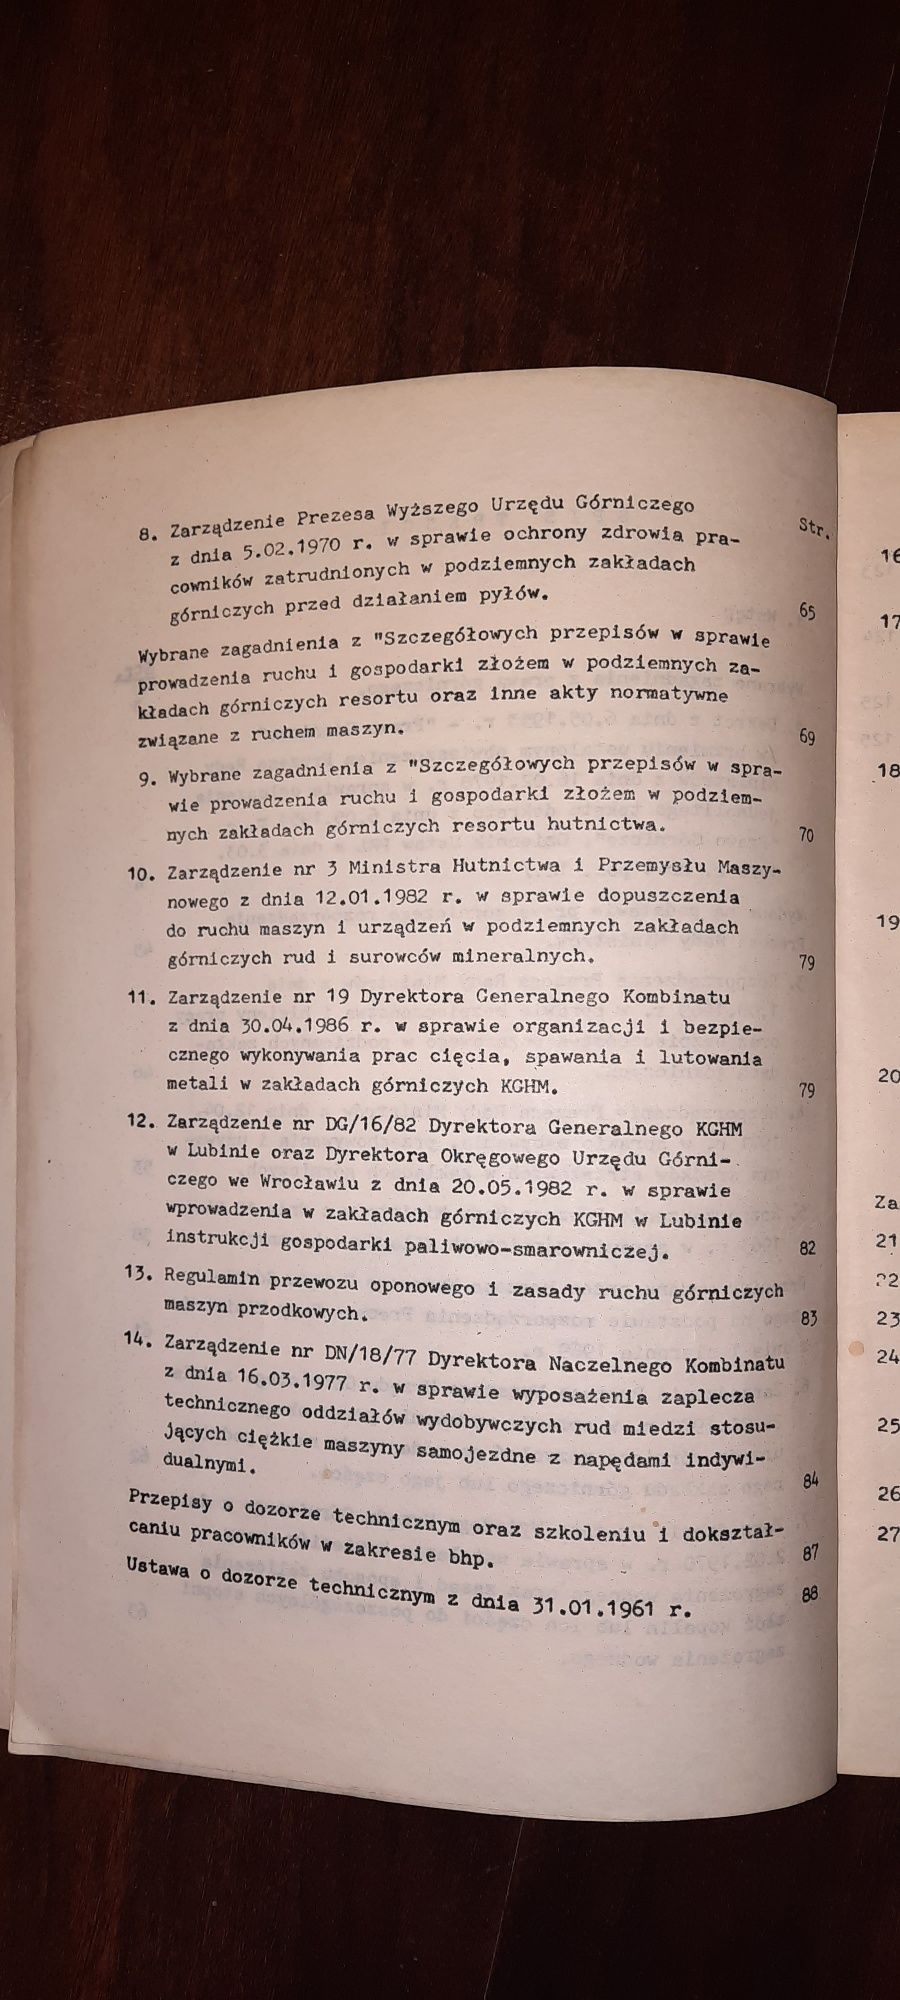 Str.
8. Zarządzenie Prezesa Wyższego Urzędu Górniczego
z dnia 5.02.1970 r. w sprawie ochrony zdrowia pra-
cowników zatrudnionych w podziemnych zakładach
górniczych przed działaniem pyłów. 65
Wybrane zagadnienia z "Szczegółowych przepisów w sprawie
prowadzenia ruchu i gospodarki złożem w podziemnych za-
kładach górniczych resortu oraz inne akty normatywne
związane z ruchem maszyn. 69
9. Wybrane zagadnienia z "Szczegółowych przepisów w spra-
wie prowadzenia ruchu i gospodarki złożem w podziem-
nych zakładach górniczych resortu hutnictwa. 70
10. Zarządzenie nr 3 Ministra Hutnictwa i Przemysłu Maszy-
nowego z dnia 12.01.1982 r. w sprawie dopuszczenia
do ruchu maszyn i urządzeń w podziemnych zakładach
górniczych rud i surowców mineralnych. 79
11. Zarządzenie nr 19 Dyrektora Generalnego Kombinatu
z dnia 30.04.1986 r. w sprawie organizacji i bezpie-
cznego wykonywania prac cięcia, spawania i lutowania
metali w zakładach górniczych KGHM. 79
12. Zarządzenie nr DG/16/82 Dyrektora Generalnego KGHM
w Lubinie oraz Dyrektora Okręgowego Urzędu Górni-
czego we Wrocławiu z dnia 20.05.1982 r. w sprawie
wprowadzenia w zakładach górniczych KGHM w Lubinie
instrukcji gospodarki paliwowo-smarowniczej. 82
13. Regulamin przewozu oponowego i zasady ruchu górniczych
maszyn przodkowych. 83
14. Zarządzenie nr DN/18/77 Dyrektora Naczelnego Kombinatu
z dnia 16.03.1977 r. w sprawie wyposażenia zaplecza
technicznego oddziałów wydobywczych rud miedzi stosu-
jących ciężkie maszyny samojezdne z napędami indywi-
dualnymi. 84
Przepisy o dozorze technicznym oraz szkoleniu i dokształ-
caniu pracowników w zakresie bhp. 87
Ustawa o dozorze technicznym z dnia 31.01.1961 r. 88
16
17
18
19
20
Za
21
22
23
24
25
26
27